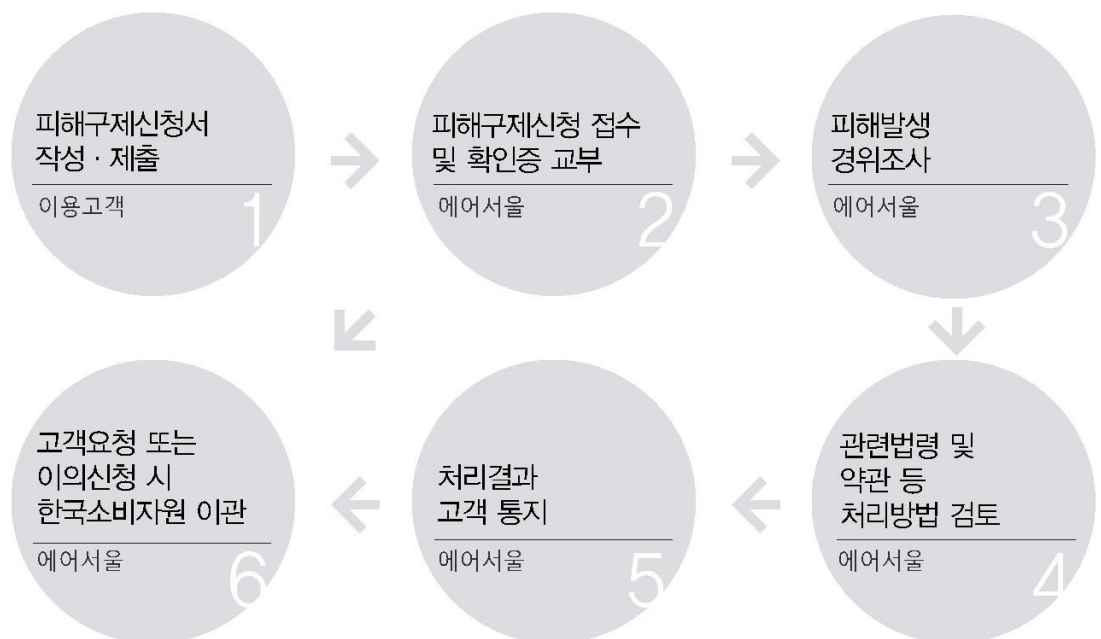 피해구제신청서
작성 · 제출
이용고객
1
피해구제신청 접수
및 확인증 교부
에어서울
2
피해발생
경위조사
에어서울
3
관련법령 및
약관 등
처리방법 검토
에어서울
4
처리결과
고객 통지
에어서울
5
고객요청 또는
이의신청 시
한국소비자원 이관
에어서울
6